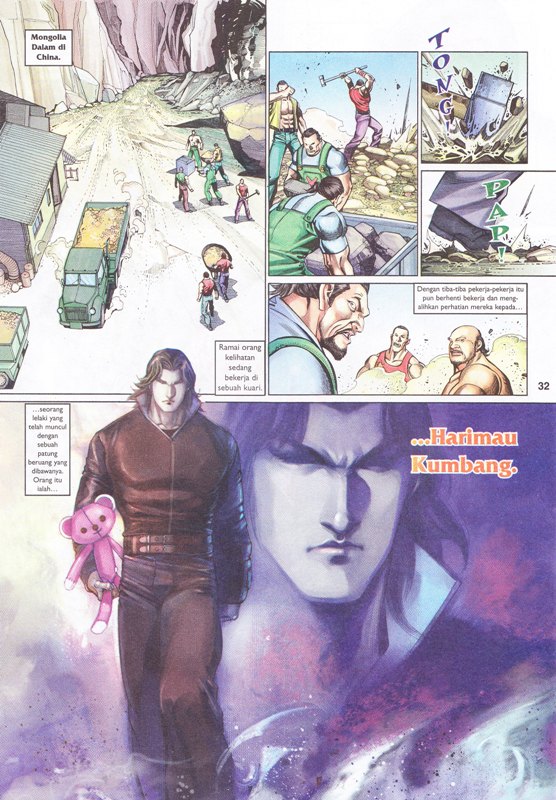 Mongolia
Dalam di
China.
TONG!
PAP!
Ramai orang
kelihatan
sedang
bekerja di
sebuah kuari.
Dengan tiba-tiba pekerja-pekerja itu
pun berhenti bekerja dan meng-
alihkan perhatian mereka kepada...
32
...seorang
lelaki yang
telah muncul
dengan
sebuah
patung
beruang yang
dibawanya.
Orang itu
ialah...
...Harimau
Kumbang.